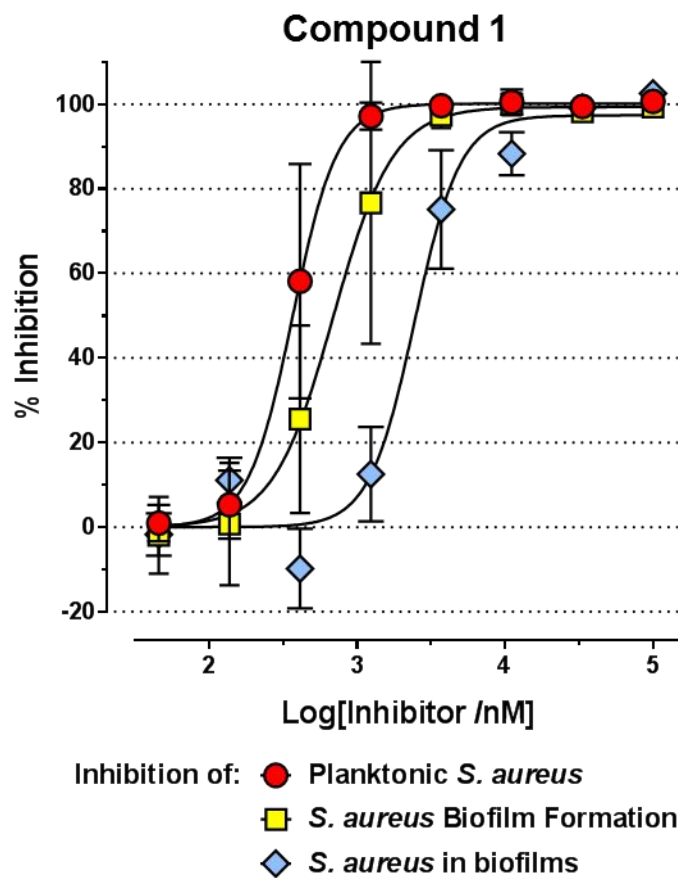 Compound 1
100
80
60
40
20
0
-20
% Inhibition
2 3 4 5
Log[Inhibitor /nM]
Inhibition of: Planktonic S. aureus
S. aureus Biofilm Formation
S. aureus in biofilms